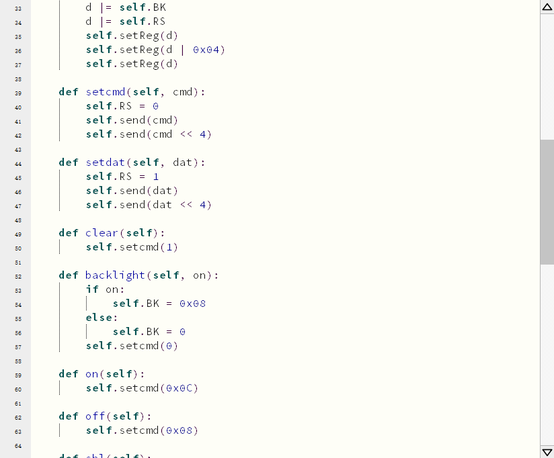 33 d |= self.BK
34 d |= self.RS
35 self.setReg(d)
36 self.setReg(d | 0x04)
37 self.setReg(d)
38
39 def setcmd(self, cmd):
40 self.RS = 0
41 self.send(cmd)
42 self.send(cmd << 4)
43
44 def setdat(self, dat):
45 self.RS = 1
46 self.send(dat)
47 self.send(dat << 4)
48
49 def clear(self):
50 self.setcmd(1)
51
52 def backlight(self, on):
53 if on:
54 self.BK = 0x08
55 else:
56 self.BK = 0
57 self.setcmd(0)
58
59 def on(self):
60 self.setcmd(0x0C)
61
62 def off(self):
63 self.setcmd(0x08)
64
def shl(self):